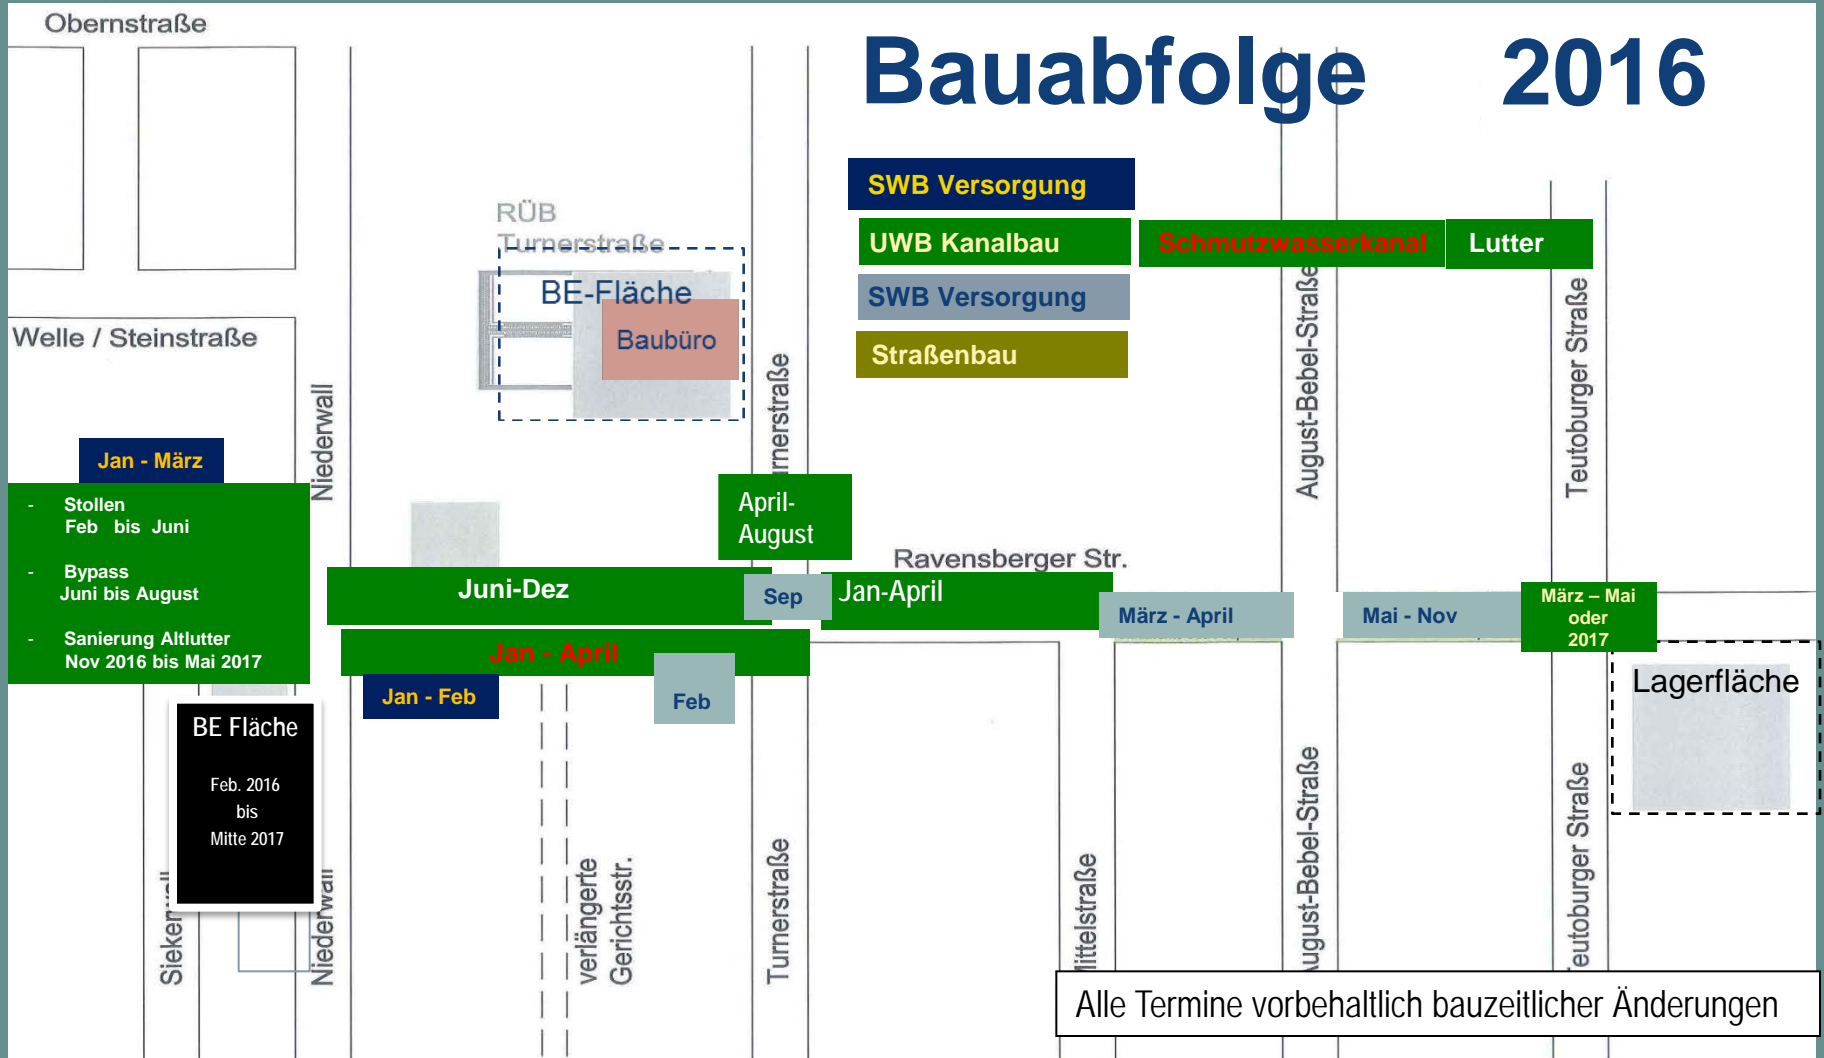 Obernstraße
Bauabfolge 2016
SWB Versorgung
UWB Kanalbau
Schmutzwasserkanal
Lutter
SWB Versorgung
Straßenbau
RÜB
Turnerstraße
BE-Fläche
Baubüro
Welle / Steinstraße
Niederwall
Turnerstraße
August-Bebel-Straße
Teutoburger Straße
Jan - März
- Stollen
Feb bis Juni
- Bypass
Juni bis August
- Sanierung Altlutter
Nov 2016 bis Mai 2017
April-
August
Ravensberger Str.
Juni-Dez
Sep
Jan-April
März - April
Mai - Nov
März – Mai
oder
2017
Jan - April
Jan - Feb
Feb
Lagerfläche
BE Fläche
Feb. 2016
bis
Mitte 2017
Siekerwall
Niederwall
verlängerte
Gerichtsstr.
Turnerstraße
Mittelstraße
August-Bebel-Straße
Teutoburger Straße
Alle Termine vorbehaltlich bauzeitlicher Änderungen